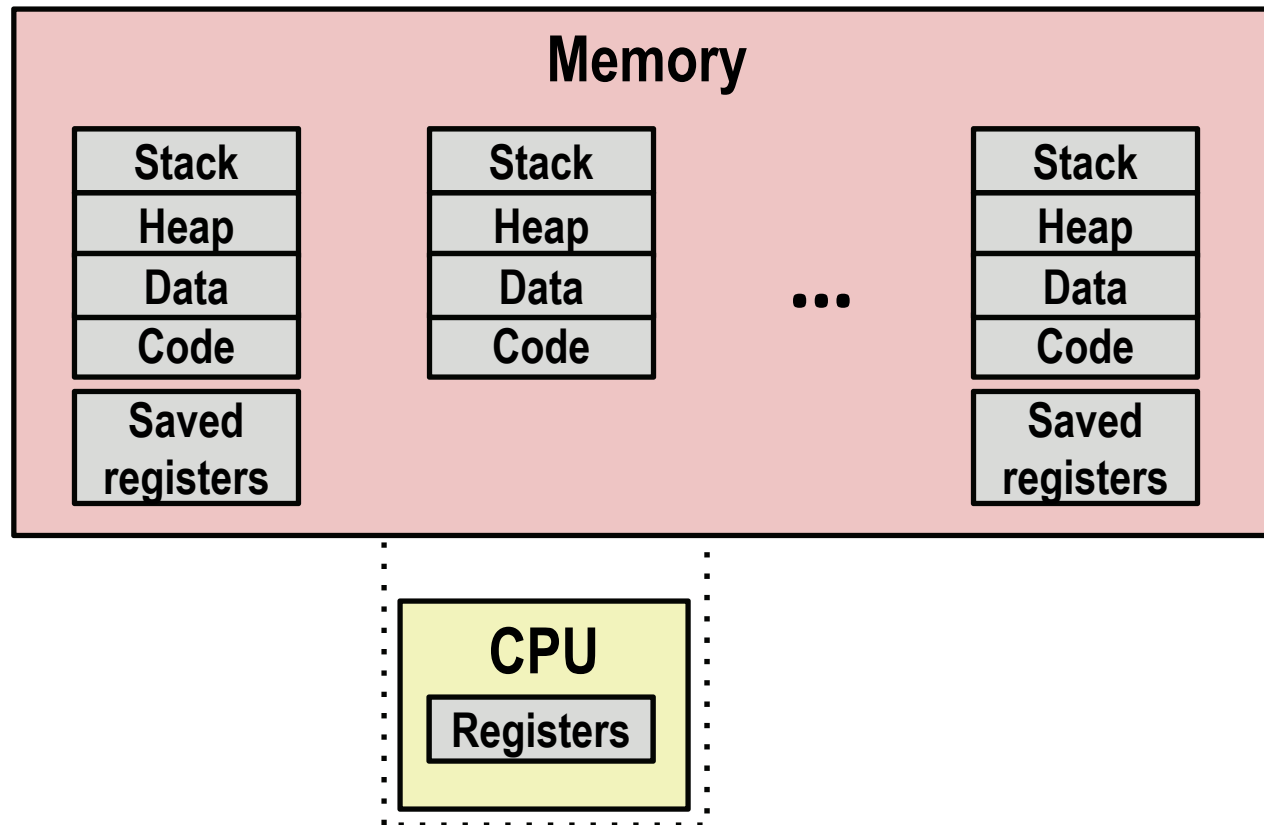 Memory
Stack
Heap
Data
Code
Saved
registers
Stack
Heap
Data
Code
...
Stack
Heap
Data
Code
Saved
registers
CPU
Registers